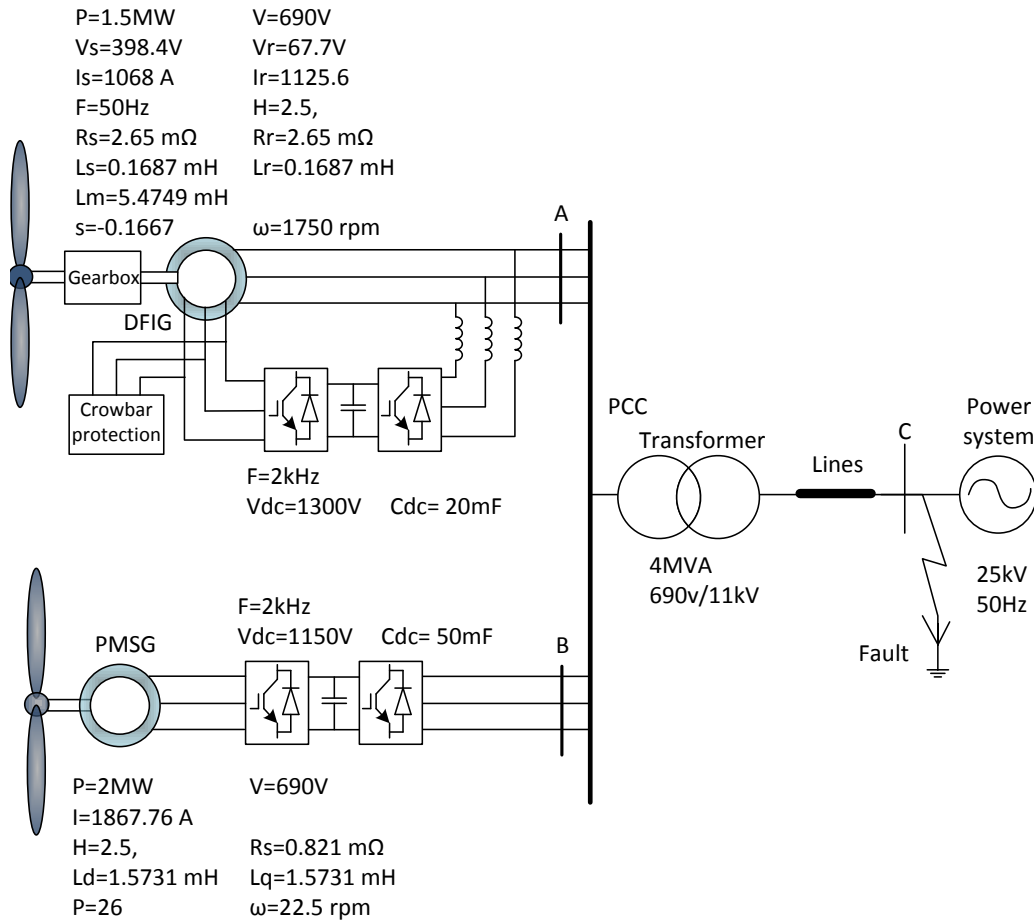 P=1.5MW V=690V
Vs=398.4V Vr=67.7V
Is=1068 A Ir=1125.6
F=50Hz H=2.5,
Rs=2.65 mΩ Rr=2.65 mΩ
Ls=0.1687 mH Lr=0.1687 mH
Lm=5.4749 mH
s=-0.1667 ω=1750 rpm
A
Gearbox
DFIG
Crowbar
protection
F=2kHz
Vdc=1300V Cdc= 20mF
PCC
Transformer
4MVA
690v/11kV
Lines
C
Power
system
25kV
50Hz
Fault
F=2kHz
Vdc=1150V Cdc= 50mF
PMSG
B
P=2MW V=690V
I=1867.76 A
H=2.5, Rs=0.821 mΩ
Ld=1.5731 mH Lq=1.5731 mH
P=26 ω=22.5 rpm